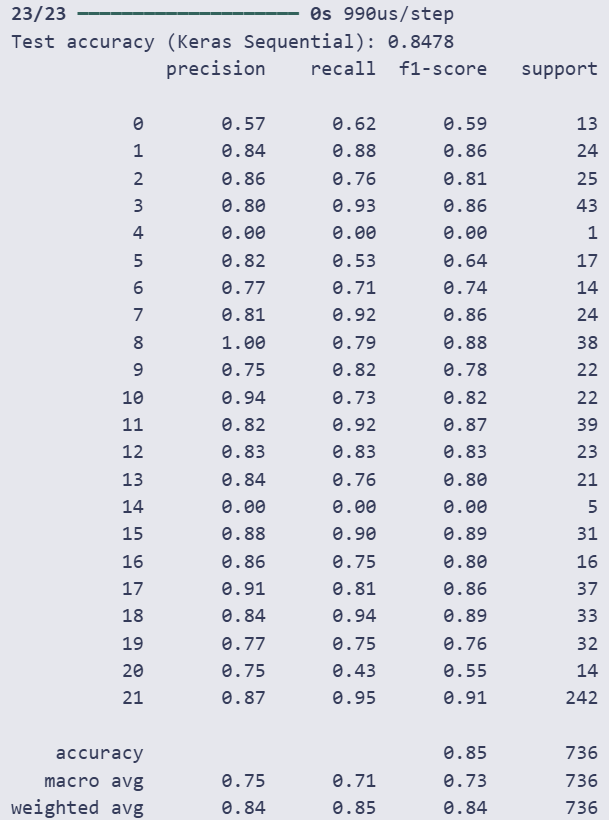 23/23 ━━━━━━━━━━━━━━━━━━━━ 0s 990us/step
Test accuracy (Keras Sequential): 0.8478
precision recall f1-score support
0 0.57 0.62 0.59 13
1 0.84 0.88 0.86 24
2 0.86 0.76 0.81 25
3 0.80 0.93 0.86 43
4 0.00 0.00 0.00 1
5 0.82 0.53 0.64 17
6 0.77 0.71 0.74 14
7 0.81 0.92 0.86 24
8 1.00 0.79 0.88 38
9 0.75 0.82 0.78 22
10 0.94 0.73 0.82 22
11 0.82 0.92 0.87 39
12 0.83 0.83 0.83 23
13 0.84 0.76 0.80 21
14 0.00 0.00 0.00 5
15 0.88 0.90 0.89 31
16 0.86 0.75 0.80 16
17 0.91 0.81 0.86 37
18 0.84 0.94 0.89 33
19 0.77 0.75 0.76 32
20 0.75 0.43 0.55 14
21 0.87 0.95 0.91 242
accuracy 0.85 736
macro avg 0.75 0.71 0.73 736
weighted avg 0.84 0.85 0.84 736